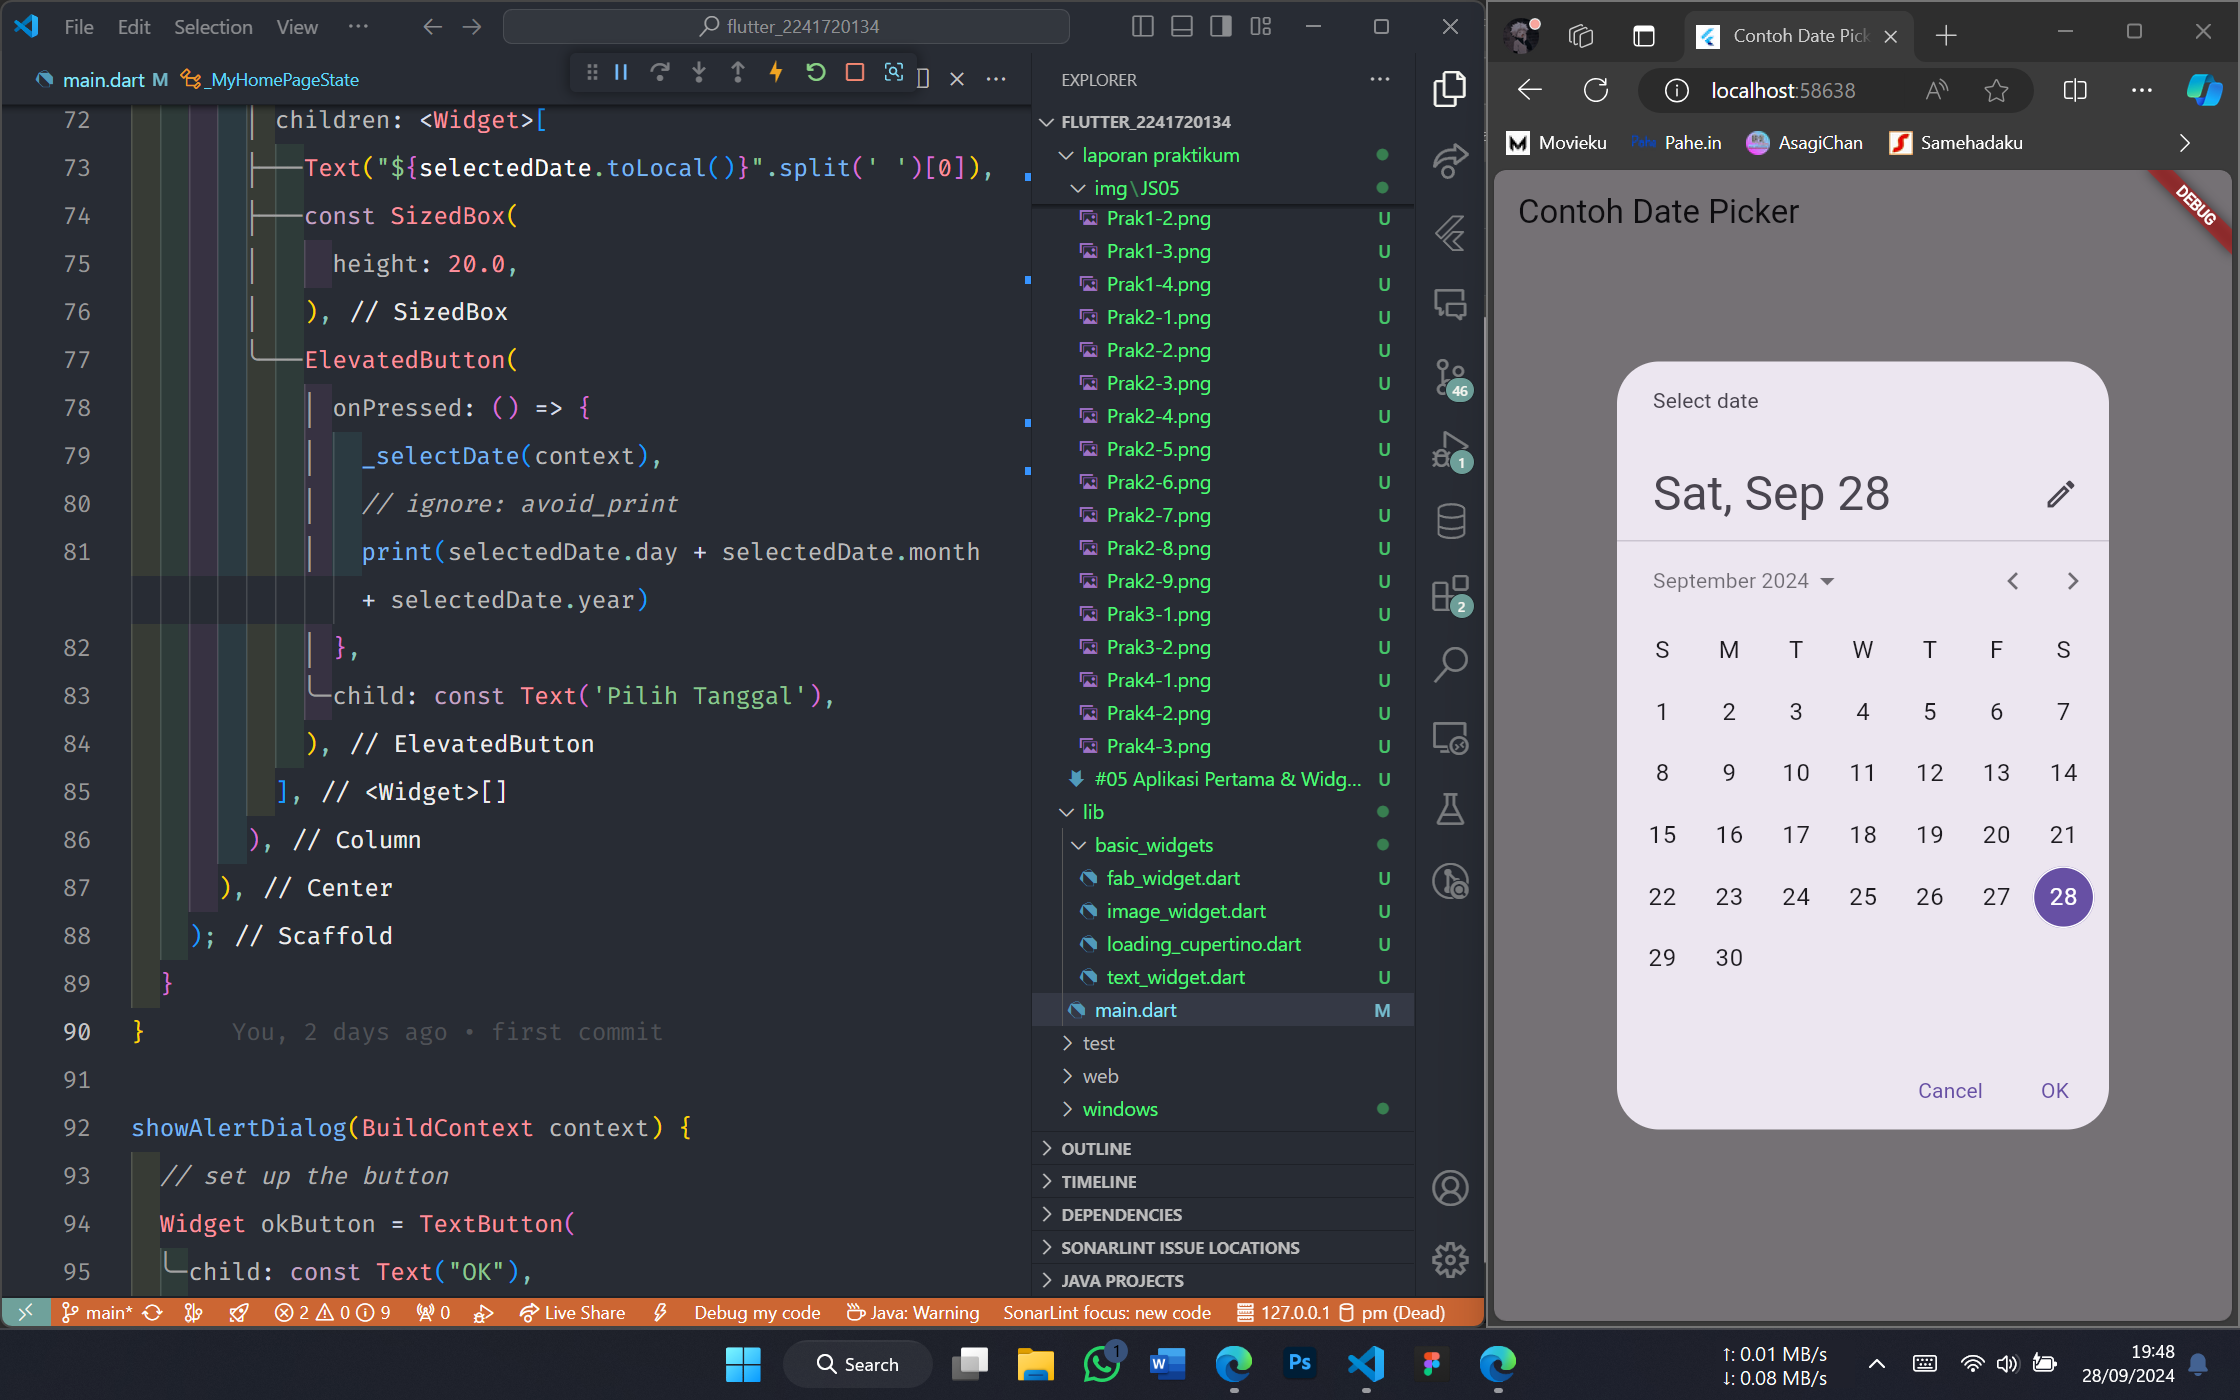 File Edit Selection View
flutter_2241720134
main.dart M _MyHomePageState
72 children: <Widget>[
73 Text("${selectedDate.toLocal()}".split(' ')[0]),
74 const SizedBox(
75 height: 20.0,
76 ), // SizedBox
77 ElevatedButton(
78 onPressed: () => {
79 _selectDate(context),
80 // ignore: avoid_print
81 print(selectedDate.day + selectedDate.month
+ selectedDate.year)
82 },
83 child: const Text('Pilih Tanggal'),
84 ), // ElevatedButton
85 ], // <Widget>[]
86 ), // Column
87 ), // Center
88 ); // Scaffold
89 }
90 } You, 2 days ago • first commit
91
92 showAlertDialog(BuildContext context) {
93 // set up the button
94 Widget okButton = TextButton(
95 child: const Text("OK"),
EXPLORER
FLUTTER_2241720134
laporan praktikum
img\JS05
Prak1-2.png U
Prak1-3.png U
Prak1-4.png U
Prak2-1.png U
Prak2-2.png U
Prak2-3.png U
Prak2-4.png U
Prak2-5.png U
Prak2-6.png U
Prak2-7.png U
Prak2-8.png U
Prak2-9.png U
Prak3-1.png U
Prak3-2.png U
Prak4-1.png U
Prak4-2.png U
Prak4-3.png U
#05 Aplikasi Pertama & Widg... U
lib
basic_widgets
fab_widget.dart U
image_widget.dart U
loading_cupertino.dart U
text_widget.dart U
main.dart M
test
web
windows
OUTLINE
TIMELINE
DEPENDENCIES
SONARLINT ISSUE LOCATIONS
JAVA PROJECTS
46
1
2
main* 2 0 9 0 Live Share Debug my code Java: Warning SonarLint focus: new code 127.0.0.1 pm (Dead)
Contoh Date Pick
localhost:58638
Movieku Pahe Pahe.in AsagiChan Samehadaku
Contoh Date Picker
DEBUG
Select date
Sat, Sep 28
September 2024
S M T W T F S
1 2 3 4 5 6 7
8 9 10 11 12 13 14
15 16 17 18 19 20 21
22 23 24 25 26 27 28
29 30
Cancel OK
Search
1
W
Ps
↑: 0.01 MB/s
↓: 0.08 MB/s
19:48
28/09/2024